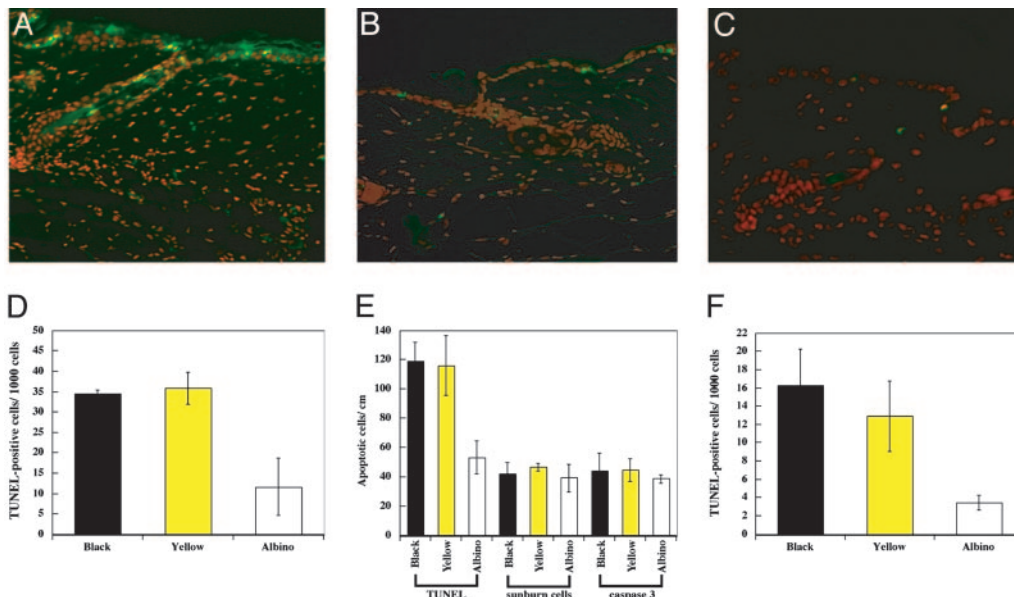 A
B
C
D
50
45
40
35
30
25
20
15
10
5
0
TUNEL-positive cells/ 1000 cells
Black
Yellow
Albino
E
140
120
100
80
60
40
20
0
Apoptotic cells/ cm
Black
Yellow
Albino
Black
Yellow
Albino
Black
Yellow
Albino
TUNEL
sunburn cells
caspase 3
F
22
20
18
16
14
12
10
8
6
4
2
0
TUNEL-positive cells/ 1000 cells
Black
Yellow
Albino